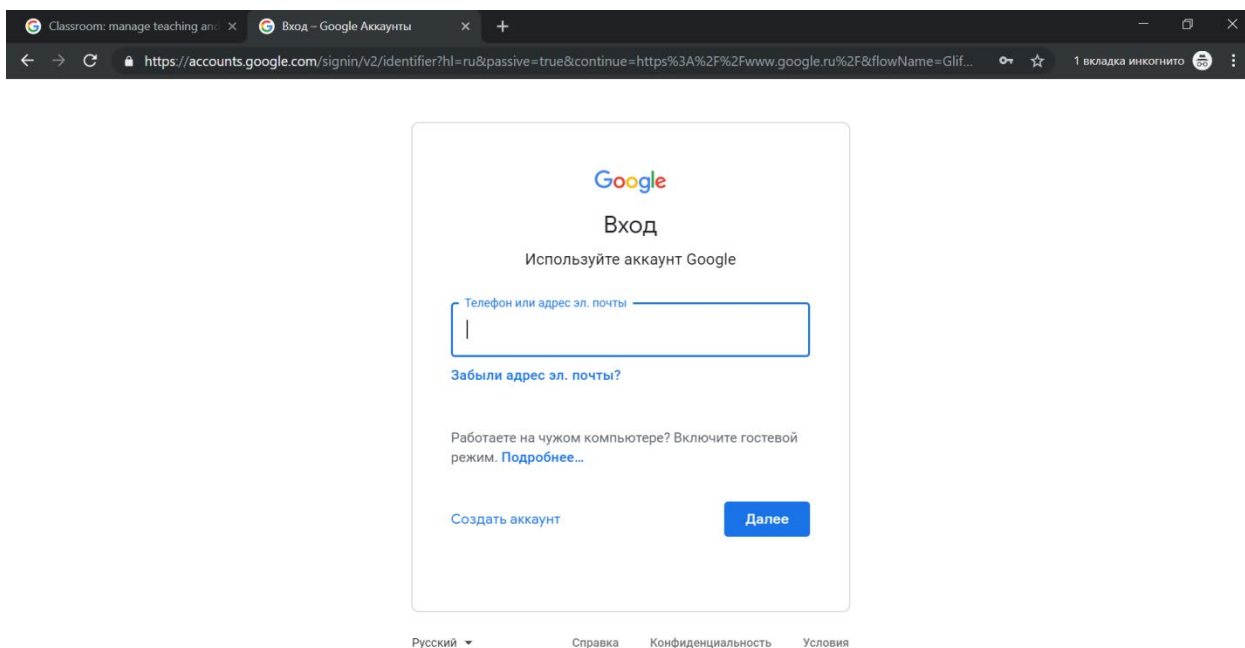 Classroom: manage teaching and
Вход – Google Аккаунты
https://accounts.google.com/signin/v2/identifier?hl=ru&passive=true&continue=https%3A%2F%2Fwww.google.ru%2F&flowName=Glif...
1 вкладка инкогнито
Google
Вход
Используйте аккаунт Google
Телефон или адрес эл. почты
Забыли адрес эл. почты?
Работаете на чужом компьютере? Включите гостевой
режим. Подробнее...
Создать аккаунт Далее
Русский Справка Конфиденциальность Условия